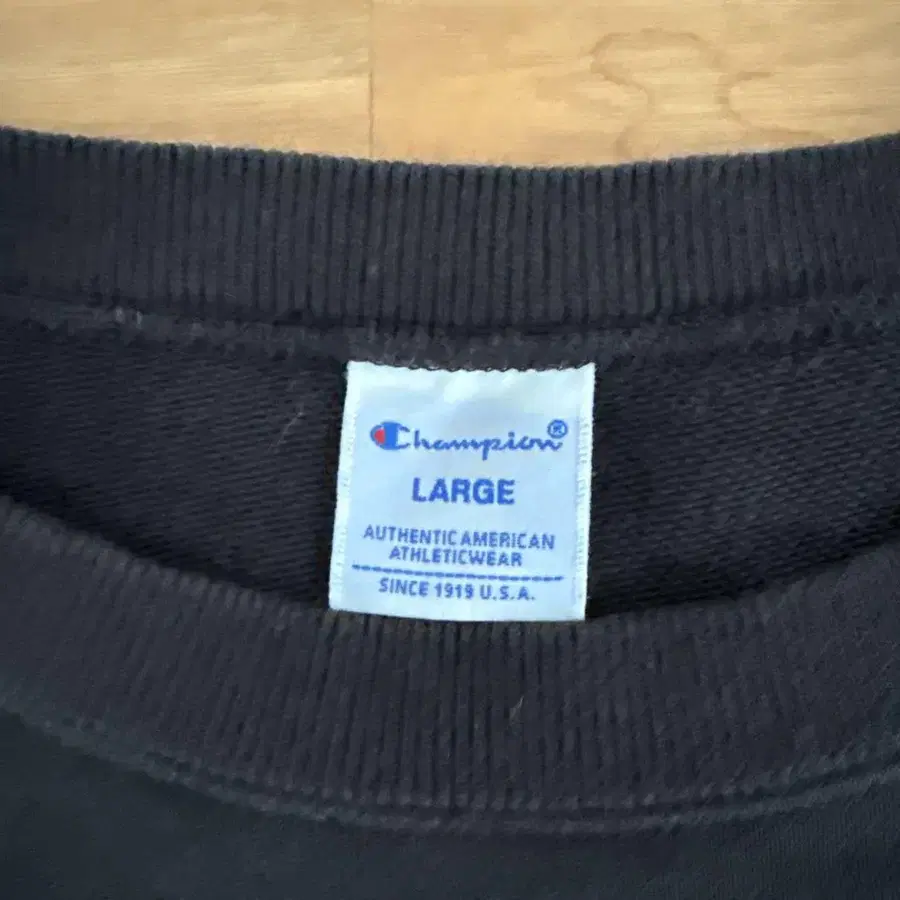 Champion®
LARGE
AUTHENTIC AMERICAN
ATHLETICWEAR
SINCE 1919 U.S.A.